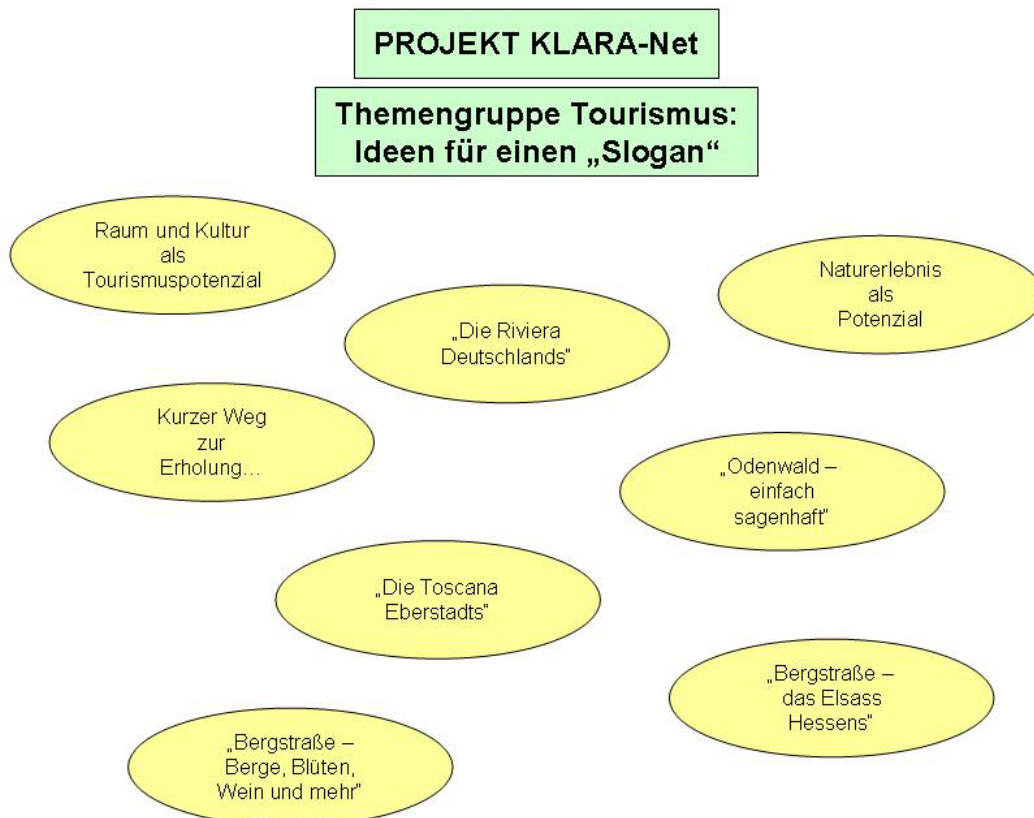 PROJEKT KLARA-Net
Themengruppe Tourismus:
Ideen für einen „Slogan“
Raum und Kultur
als
Tourismuspotenzial
Naturerlebnis
als
Potenzial
„Die Riviera
Deutschlands“
Kurzer Weg
zur
Erholung...
„Odenwald –
einfach
sagenhaft“
„Die Toscana
Eberstadts“
„Bergstraße –
das Elsass
Hessens“
„Bergstraße –
Berge, Blüten,
Wein und mehr“